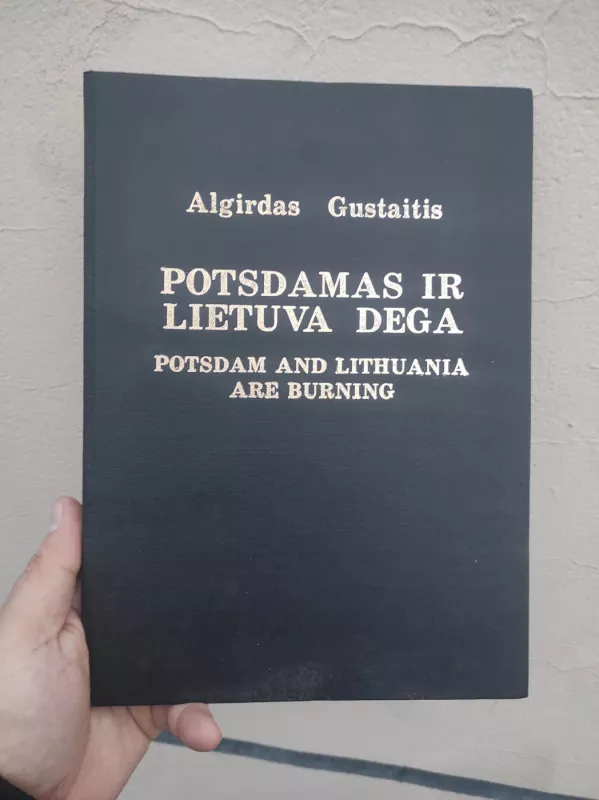 Algirdas Gustaitis
POTSDAMAS IR
LIETUVA DEGA
POTSDAM AND LITHUANIA
ARE BURNING